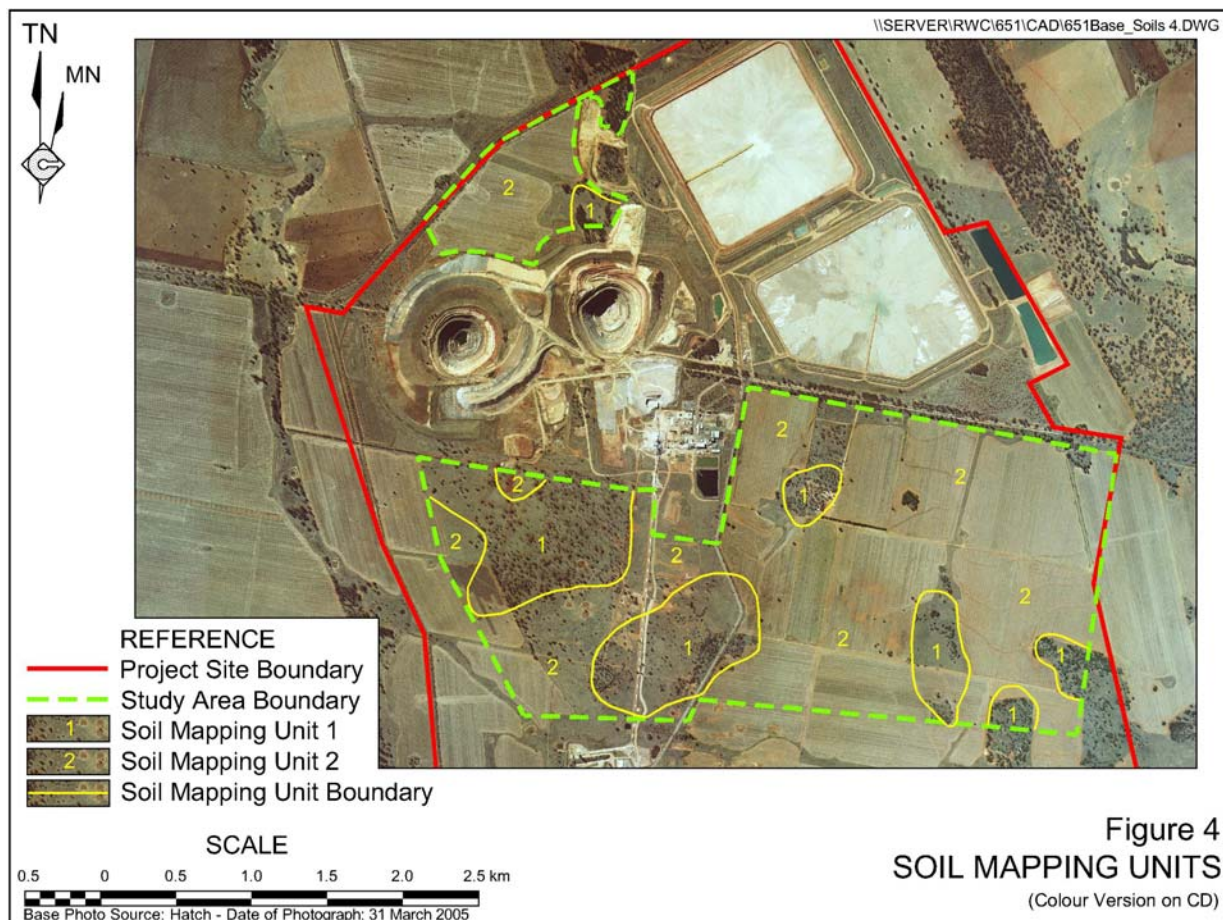 \\SERVER\RWC\651\CAD\651Base_Soils 4.DWG
TN
MN
2
1
2
2
2
1
2
1
2
2
1
2
2
1
1
1
2
REFERENCE
Project Site Boundary
Study Area Boundary
1 Soil Mapping Unit 1
2 Soil Mapping Unit 2
Soil Mapping Unit Boundary
SCALE
0.5 0 0.5 1.0 1.5 2.0 2.5 km
Base Photo Source: Hatch - Date of Photograph: 31 March 2005
Figure 4
SOIL MAPPING UNITS
(Colour Version on CD)